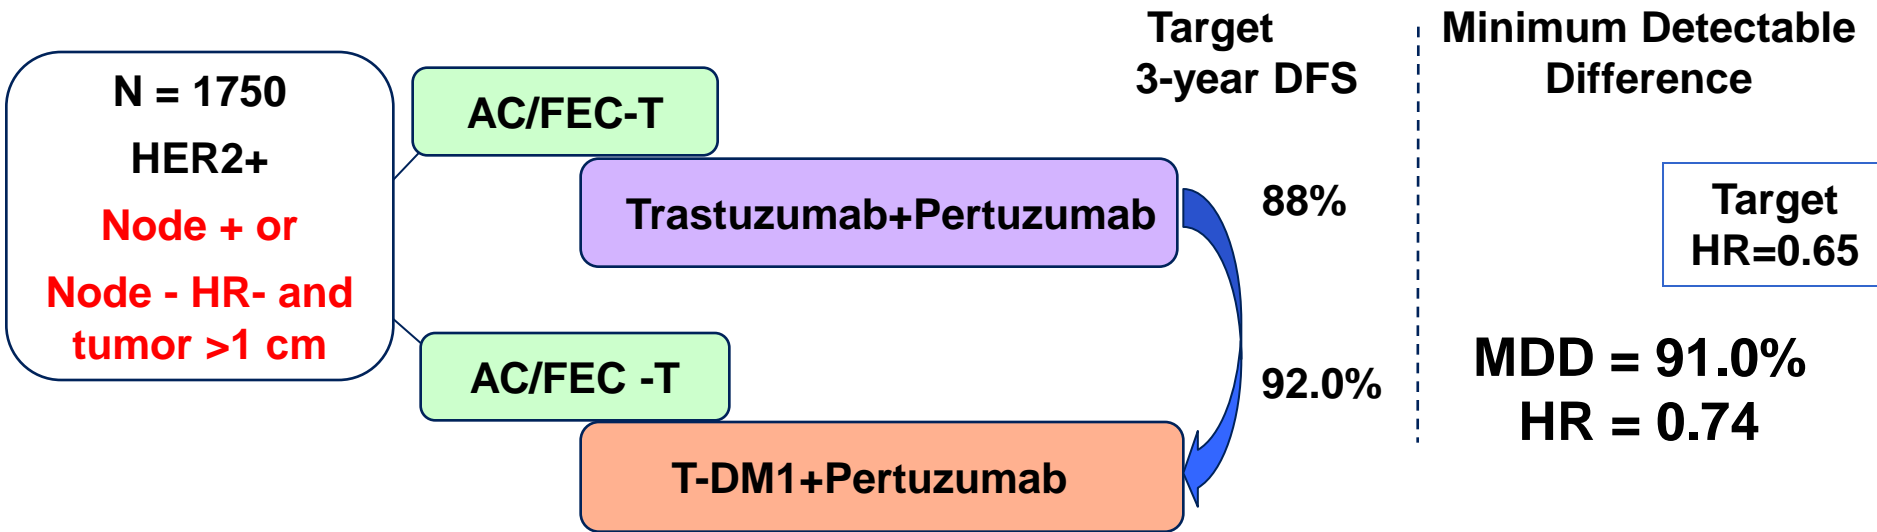 N = 1750
HER2+
Node + or
Node - HR- and
tumor >1 cm
AC/FEC-T
Trastuzumab+Pertuzumab
AC/FEC -T
T-DM1+Pertuzumab
Target
3-year DFS
88%
92.0%
Minimum Detectable
Difference
Target
HR=0.65
MDD = 91.0%
HR = 0.74